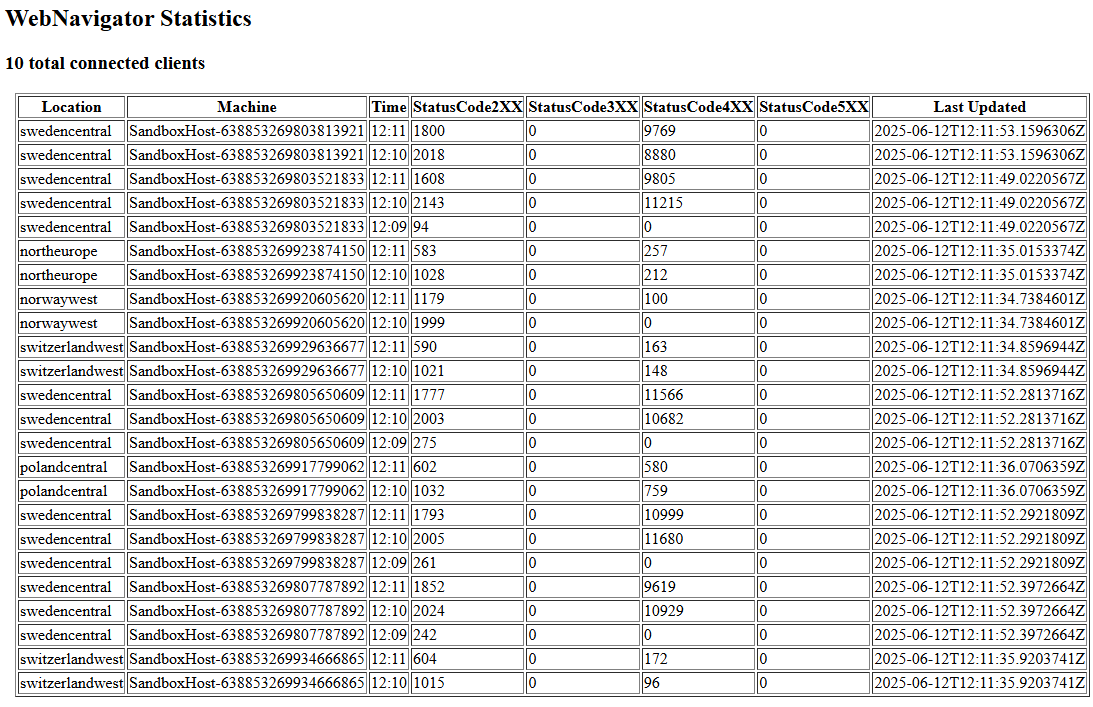 WebNavigator Statistics
10 total connected clients
Location Machine Time StatusCode2XX StatusCode3XX StatusCode4XX StatusCode5XX Last Updated
swedencentral SandboxHost-638853269803813921 12:11 1800 0 9769 0 2025-06-12T12:11:53.1596306Z
swedencentral SandboxHost-638853269803813921 12:10 2018 0 8880 0 2025-06-12T12:11:53.1596306Z
swedencentral SandboxHost-638853269803521833 12:11 1608 0 9805 0 2025-06-12T12:11:49.0220567Z
swedencentral SandboxHost-638853269803521833 12:10 2143 0 11215 0 2025-06-12T12:11:49.0220567Z
swedencentral SandboxHost-638853269803521833 12:09 94 0 0 0 2025-06-12T12:11:49.0220567Z
northeurope SandboxHost-638853269923874150 12:11 583 0 257 0 2025-06-12T12:11:35.0153374Z
northeurope SandboxHost-638853269923874150 12:10 1028 0 212 0 2025-06-12T12:11:35.0153374Z
norwaywest SandboxHost-638853269920605620 12:11 1179 0 100 0 2025-06-12T12:11:34.7384601Z
norwaywest SandboxHost-638853269920605620 12:10 1999 0 0 0 2025-06-12T12:11:34.7384601Z
switzerlandwest SandboxHost-638853269929636677 12:11 590 0 163 0 2025-06-12T12:11:34.8596944Z
switzerlandwest SandboxHost-638853269929636677 12:10 1021 0 148 0 2025-06-12T12:11:34.8596944Z
swedencentral SandboxHost-638853269805650609 12:11 1777 0 11566 0 2025-06-12T12:11:52.2813716Z
swedencentral SandboxHost-638853269805650609 12:10 2003 0 10682 0 2025-06-12T12:11:52.2813716Z
swedencentral SandboxHost-638853269805650609 12:09 275 0 0 0 2025-06-12T12:11:52.2813716Z
polandcentral SandboxHost-638853269917799062 12:11 602 0 580 0 2025-06-12T12:11:36.0706359Z
polandcentral SandboxHost-638853269917799062 12:10 1032 0 759 0 2025-06-12T12:11:36.0706359Z
swedencentral SandboxHost-638853269799838287 12:11 1793 0 10999 0 2025-06-12T12:11:52.2921809Z
swedencentral SandboxHost-638853269799838287 12:10 2005 0 11680 0 2025-06-12T12:11:52.2921809Z
swedencentral SandboxHost-638853269799838287 12:09 261 0 0 0 2025-06-12T12:11:52.2921809Z
swedencentral SandboxHost-638853269807787892 12:11 1852 0 9619 0 2025-06-12T12:11:52.3972664Z
swedencentral SandboxHost-638853269807787892 12:10 2024 0 10929 0 2025-06-12T12:11:52.3972664Z
swedencentral SandboxHost-638853269807787892 12:09 242 0 0 0 2025-06-12T12:11:52.3972664Z
switzerlandwest SandboxHost-638853269934666865 12:11 604 0 172 0 2025-06-12T12:11:35.9203741Z
switzerlandwest SandboxHost-638853269934666865 12:10 1015 0 96 0 2025-06-12T12:11:35.9203741Z